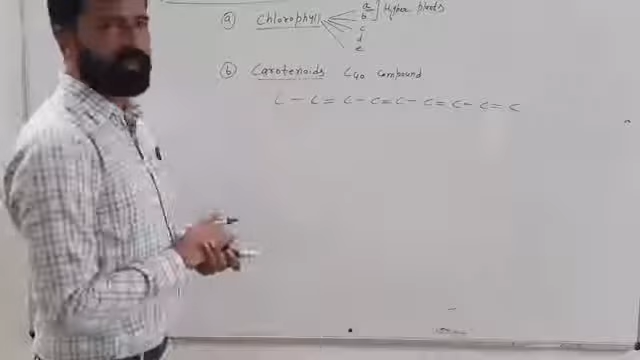 ⓐ Chlorophyll a ] Higher plants
b
c
d
e
ⓑ Carotenoids C40 compound
C - C = C - C = C - C = C - C = C